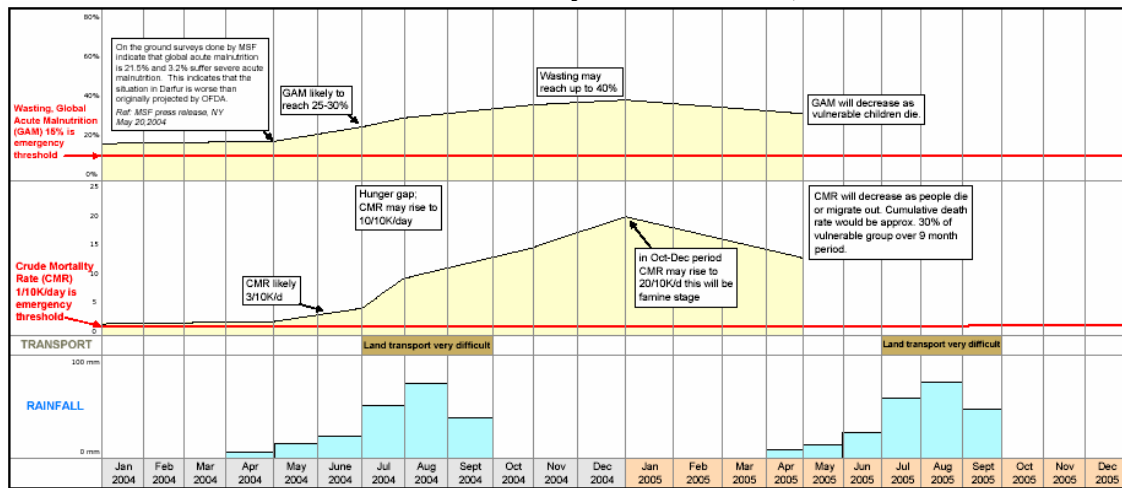 80%
60%
40%
20%
0%
On the ground surveys done by MSF
indicate that global acute malnutrition
is 21.5% and 3.2% suffer severe acute
malnutrition. This indicates that the
situation in Darfur is worse than
originally projected by OFDA.
Ref: MSF press release, NY
May 20,2004
GAM likely to
reach 25-30%
Wasting may
reach up to 40%
GAM will decrease as
vulnerable children die.
Wasting, Global
Acute Malnutrition
(GAM) 15% is
emergency
threshold
25
20
15
10
5
0
Hunger gap;
CMR may rise to
10/10K/day
CMR will decrease as people die
or migrate out. Cumulative death
rate would be approx. 30% of
vulnerable group over 9 month
period.
CMR likely
3/10K/d
in Oct-Dec period
CMR may rise to
20/10K/d this will be
famine stage
Crude Mortality
Rate (CMR)
1/10K/day is
emergency
threshold
TRANSPORT
Land transport very difficult
Land transport very difficult
RAINFALL
100 mm
0 mm
Jan Feb Mar Apr May June Jul Aug Sept Oct Nov Dec Jan Feb Mar Apr May Jun Jul Aug Sept Oct Nov Dec
2004 2004 2004 2004 2004 2004 2004 2004 2004 2004 2004 2004 2005 2005 2005 2005 2005 2005 2005 2005 2005 2005 2005 2005